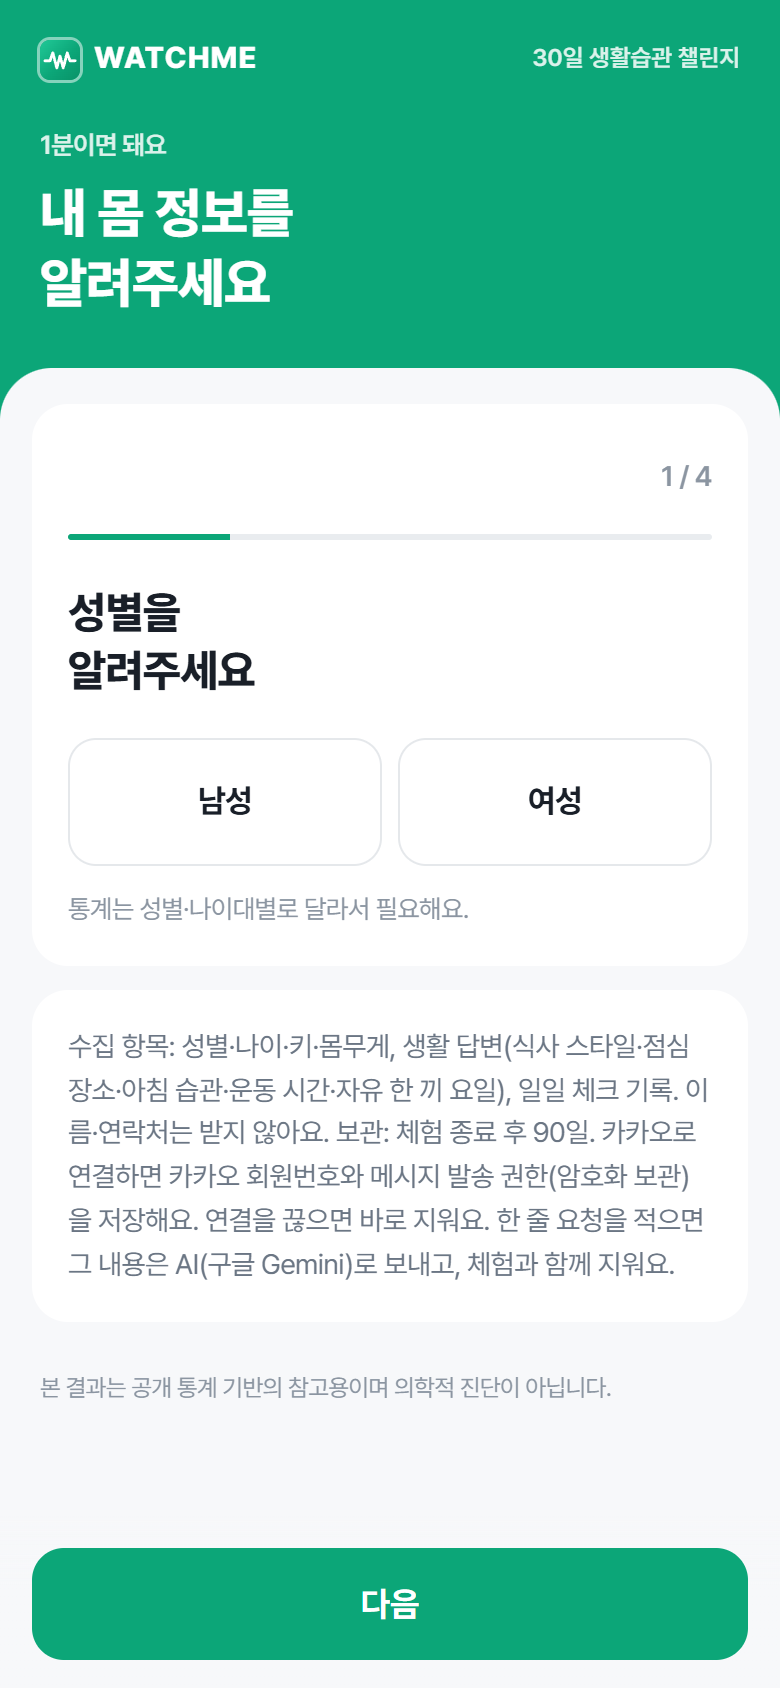 WATCHME
30일 생활습관 챌린지
1분이면 돼요
내 몸 정보를
알려주세요
1 / 4
성별을
알려주세요
남성
여성
통계는 성별·나이대별로 달라서 필요해요.
수집 항목: 성별·나이·키·몸무게, 생활 답변(식사 스타일·점심
장소·아침 습관·운동 시간·자유 한 끼 요일), 일일 체크 기록. 이
름·연락처는 받지 않아요. 보관: 체험 종료 후 90일. 카카오로
연결하면 카카오 회원번호와 메시지 발송 권한(암호화 보관)
을 저장해요. 연결을 끊으면 바로 지워요. 한 줄 요청을 적으면
그 내용은 AI(구글 Gemini)로 보내고, 체험과 함께 지워요.
본 결과는 공개 통계 기반의 참고용이며 의학적 진단이 아닙니다.
다음